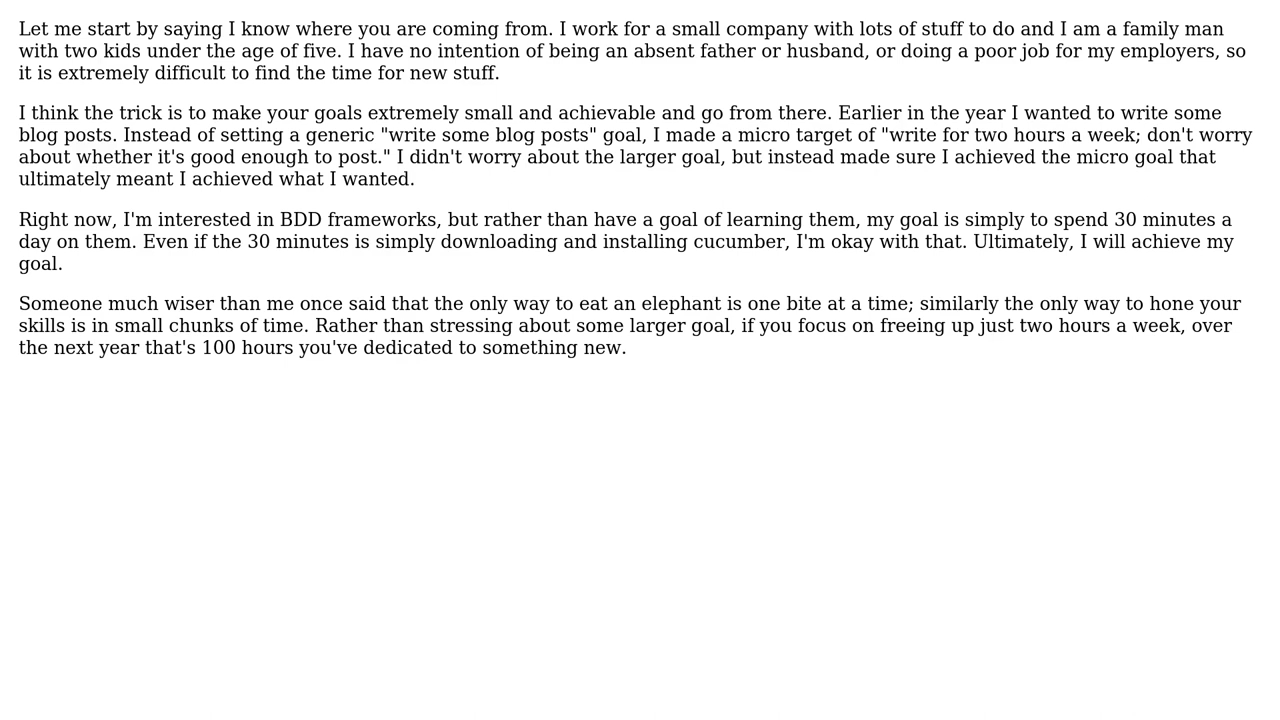 Let me start by saying I know where you are coming from. I work for a small company with lots of stuff to do and I am a family man
with two kids under the age of five. I have no intention of being an absent father or husband, or doing a poor job for my employers, so
it is extremely difficult to find the time for new stuff.
I think the trick is to make your goals extremely small and achievable and go from there. Earlier in the year I wanted to write some
blog posts. Instead of setting a generic "write some blog posts" goal, I made a micro target of "write for two hours a week; don't worry
about whether it's good enough to post." I didn't worry about the larger goal, but instead made sure I achieved the micro goal that
ultimately meant I achieved what I wanted.
Right now, I'm interested in BDD frameworks, but rather than have a goal of learning them, my goal is simply to spend 30 minutes a
day on them. Even if the 30 minutes is simply downloading and installing cucumber, I'm okay with that. Ultimately, I will achieve my
goal.
Someone much wiser than me once said that the only way to eat an elephant is one bite at a time; similarly the only way to hone your
skills is in small chunks of time. Rather than stressing about some larger goal, if you focus on freeing up just two hours a week, over
the next year that's 100 hours you've dedicated to something new.